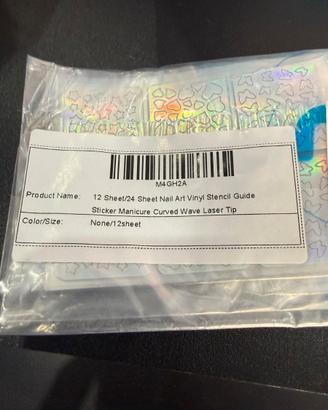 M4GH2A
Product Name: 12 Sheet/24 Sheet Nail Art Vinyl Stencil Guide
Sticker Manicure Curved Wave Laser Tip
Color/Size: None/12sheet